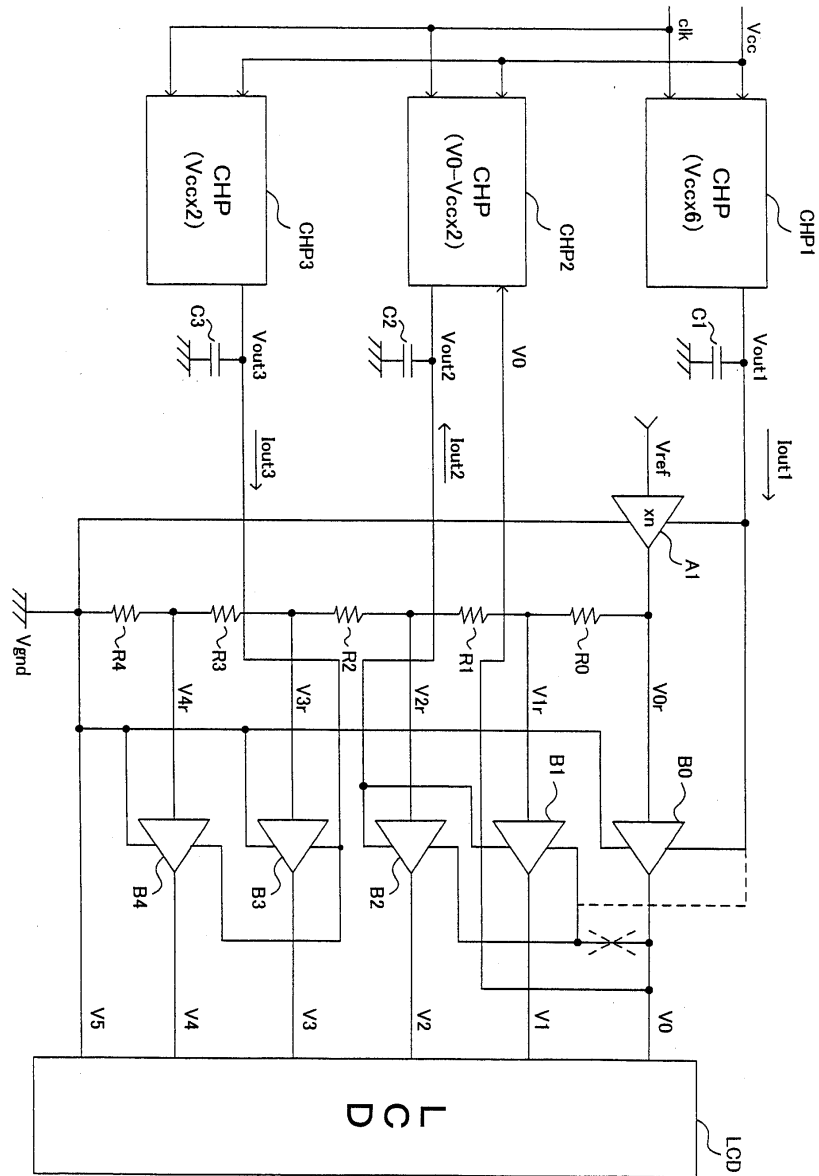 Vcc
clk
CHP
(Vccx6)
CHP1
CHP
(V0-Vccx2)
CHP2
CHP
(Vccx2)
CHP3
C1
Vout1
Iout1
V0
C2
Vout2
Iout2
C3
Vout3
Iout3
Vref
xn
A1
R0
R1
R2
R3
R4
Vgnd
V0r
V1r
V2r
V3r
V4r
B0
B1
B2
B3
B4
V0
V1
V2
V3
V4
V5
LCD
LCD